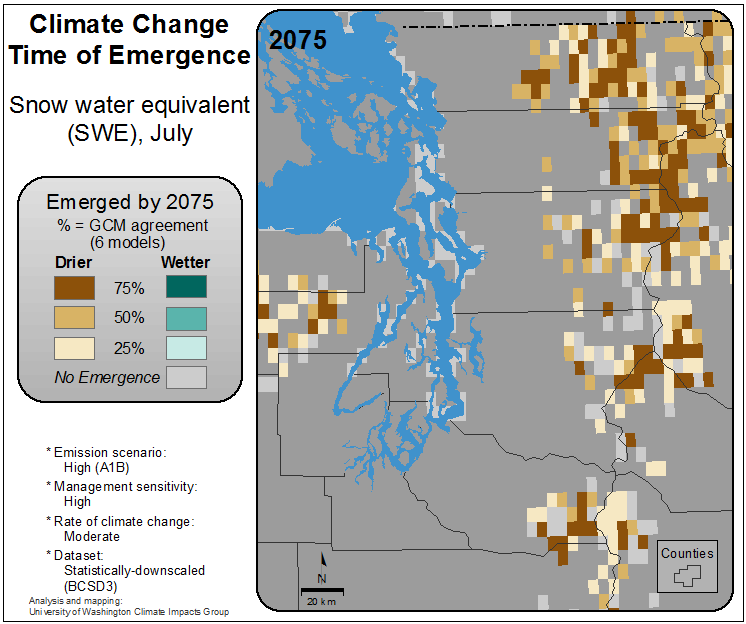 Climate Change
Time of Emergence
Snow water equivalent
(SWE), July
Emerged by 2075
% = GCM agreement
(6 models)
Drier Wetter
75%
50%
25%
No Emergence
* Emission scenario:
High (A1B)
* Management sensitivity:
High
* Rate of climate change:
Moderate
* Dataset:
Statistically-downscaled
(BCSD3)
Analysis and mapping:
University of Washington Climate Impacts Group
2075
N
20 km
Counties